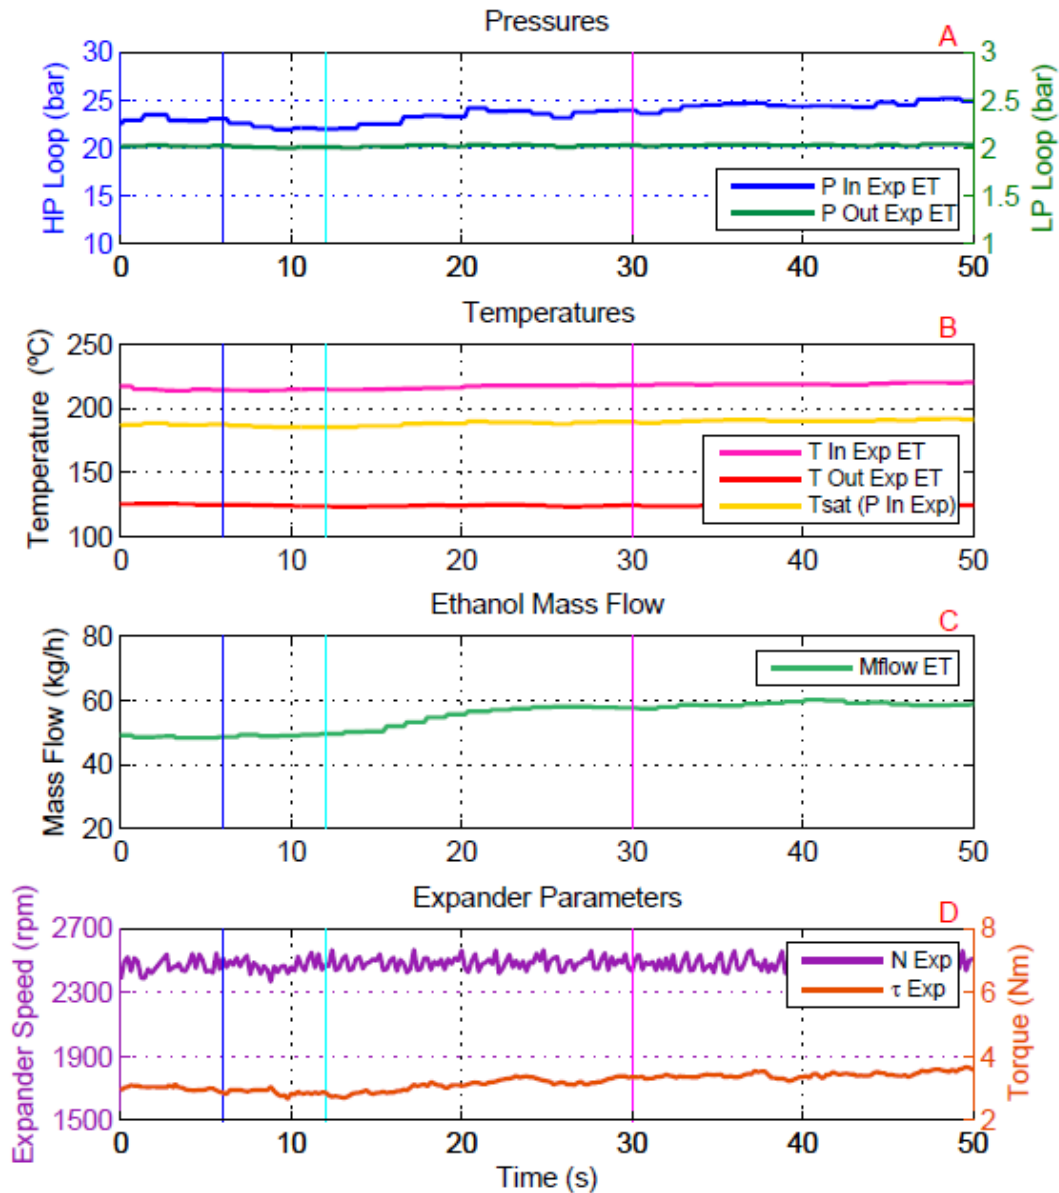 Pressures
A
HP Loop (bar)
30
25
20
15
10
3
2.5
2
1.5
1
LP Loop (bar)
P In Exp ET
P Out Exp ET
0 10 20 30 40 50
Temperatures
B
Temperature (ºC)
250
200
150
100
T In Exp ET
T Out Exp ET
Tsat (P In Exp)
0 10 20 30 40 50
Ethanol Mass Flow
C
Mass Flow (kg/h)
80
60
40
20
Mflow ET
0 10 20 30 40 50
Expander Parameters
D
Expander Speed (rpm)
2700
2300
1900
1500
8
6
4
2
Torque (Nm)
N Exp
τ Exp
0 10 20 30 40 50
Time (s)